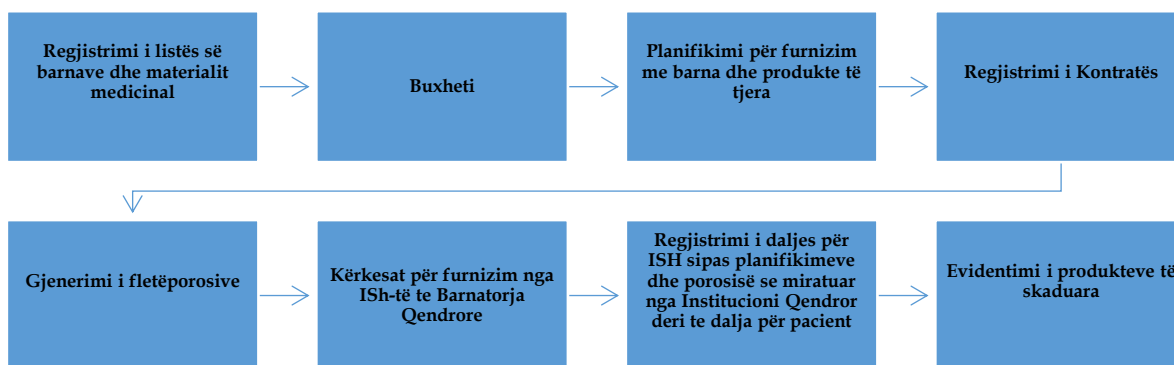 Regjistrimi i listës së
barnave dhe materialit
medicinal
Buxheti
Planifikimi për furnizim
me barna dhe produkte të
tjera
Regjistrimi i Kontratës
Gjenerimi i fletëporosive
Kërkesat për furnizim nga
ISh-të te Barnatorja
Qendrore
Regjistrimi i daljes për
ISH sipas planifikimeve
dhe porosisë se miratuar
nga Institucioni Qendror
deri te dalja për pacient
Evidentimi i produkteve të
skaduara